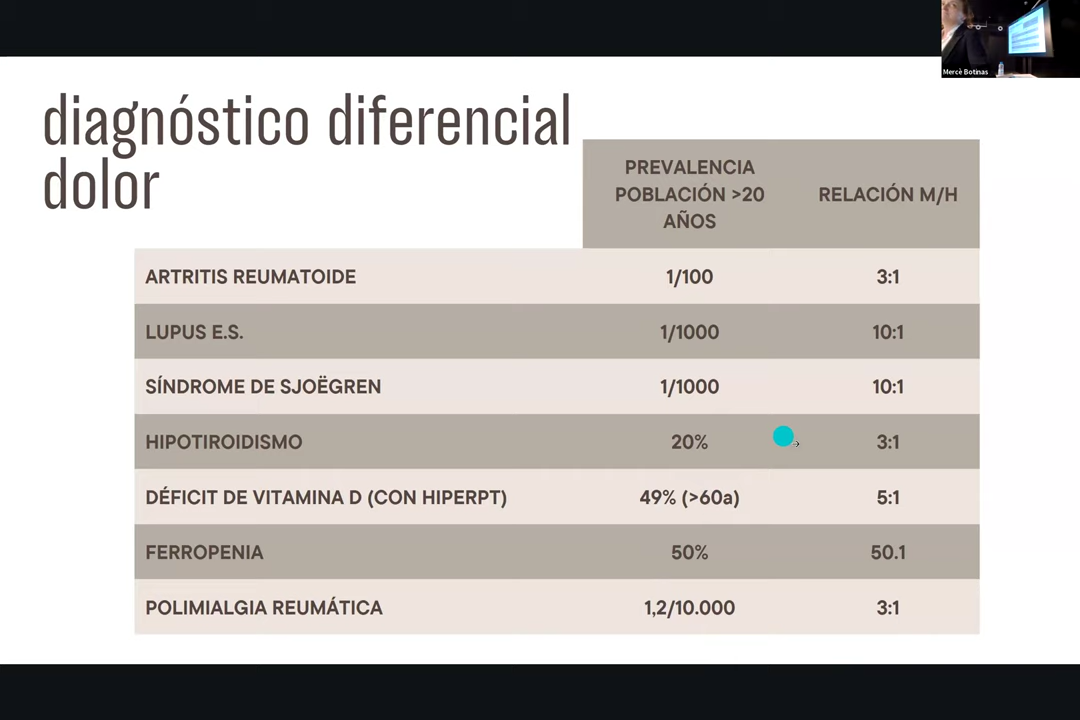 Mercè Botinas
diagnóstico diferencial
dolor
PREVALENCIA
POBLACIÓN >20
AÑOS
RELACIÓN M/H
ARTRITIS REUMATOIDE 1/100 3:1
LUPUS E.S. 1/1000 10:1
SÍNDROME DE SJOËGREN 1/1000 10:1
HIPOTIROIDISMO 20% 3:1
DÉFICIT DE VITAMINA D (CON HIPERPT) 49% (>60a) 5:1
FERROPENIA 50% 50.1
POLIMIALGIA REUMÁTICA 1,2/10.000 3:1